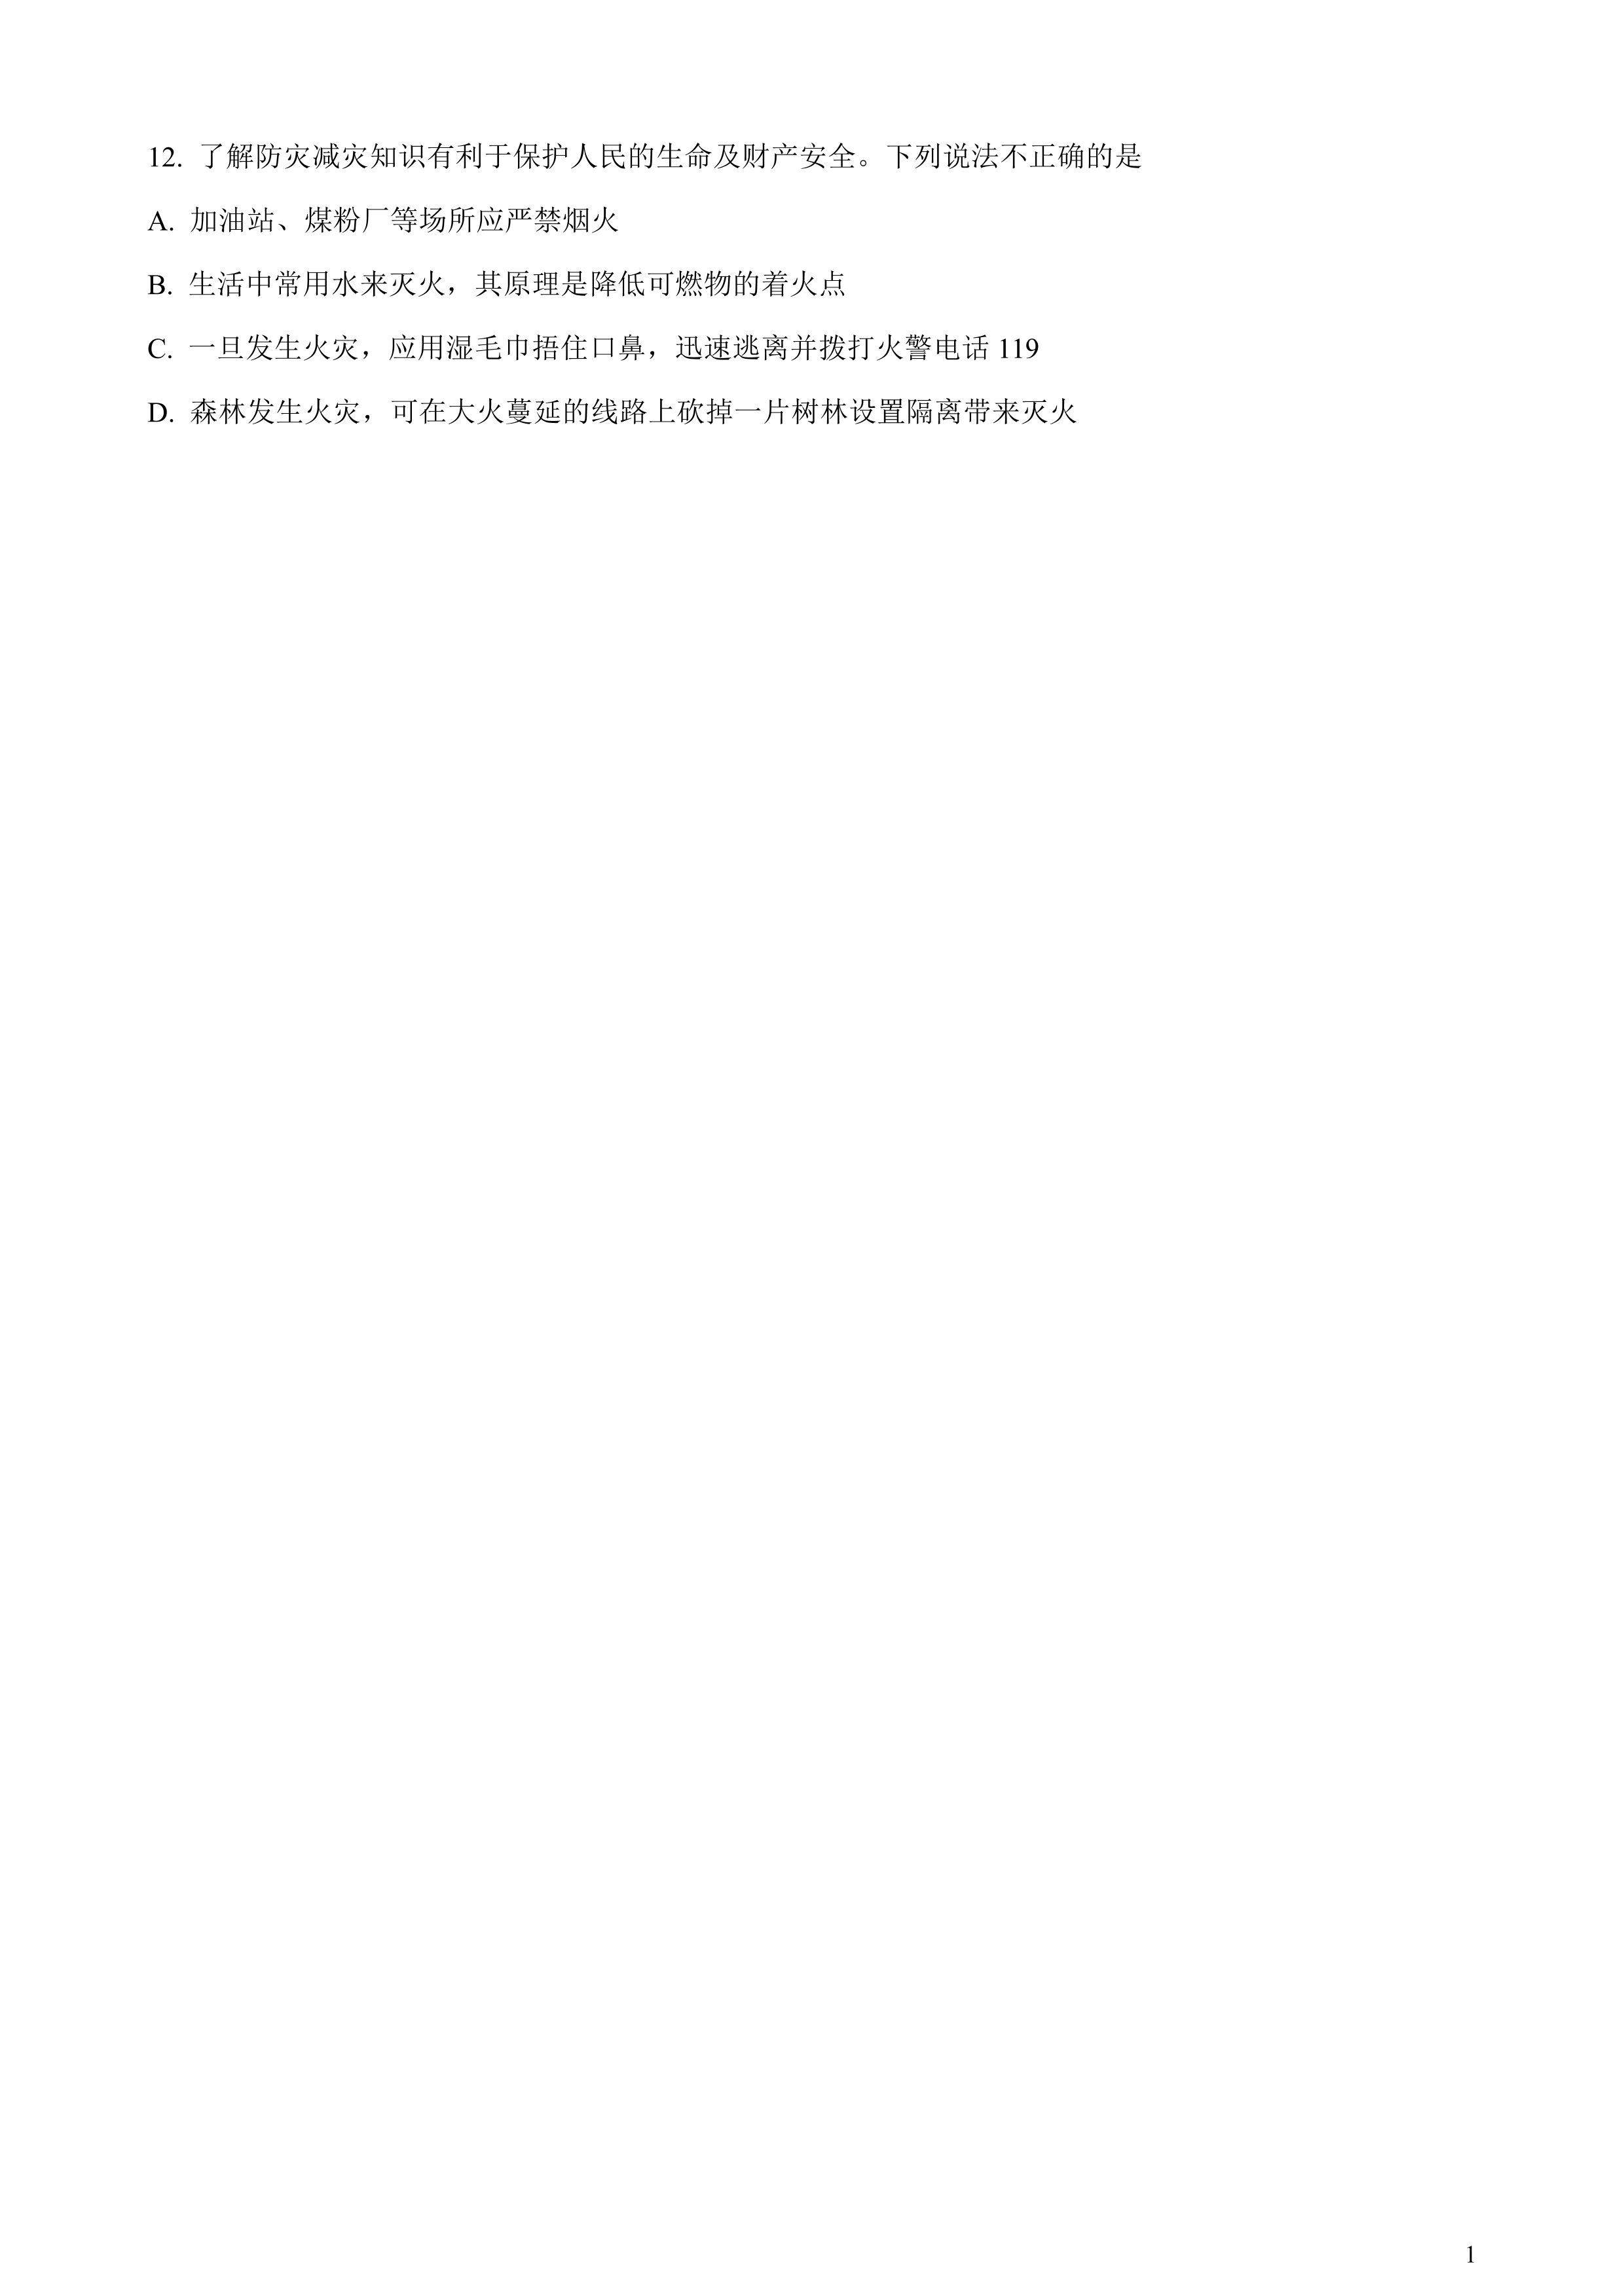 12. 了解防灾减灾知识有利于保护人民的生命及财产安全。下列说法不正确的是
A. 加油站、煤粉厂等场所应严禁烟火
B. 生活中常用水来灭火，其原理是降低可燃物的着火点
C. 一旦发生火灾，应用湿毛巾捂住口鼻，迅速逃离并拨打火警电话 119
D. 森林发生火灾，可在大火蔓延的线路上砍掉一片树林设置隔离带来灭火
1